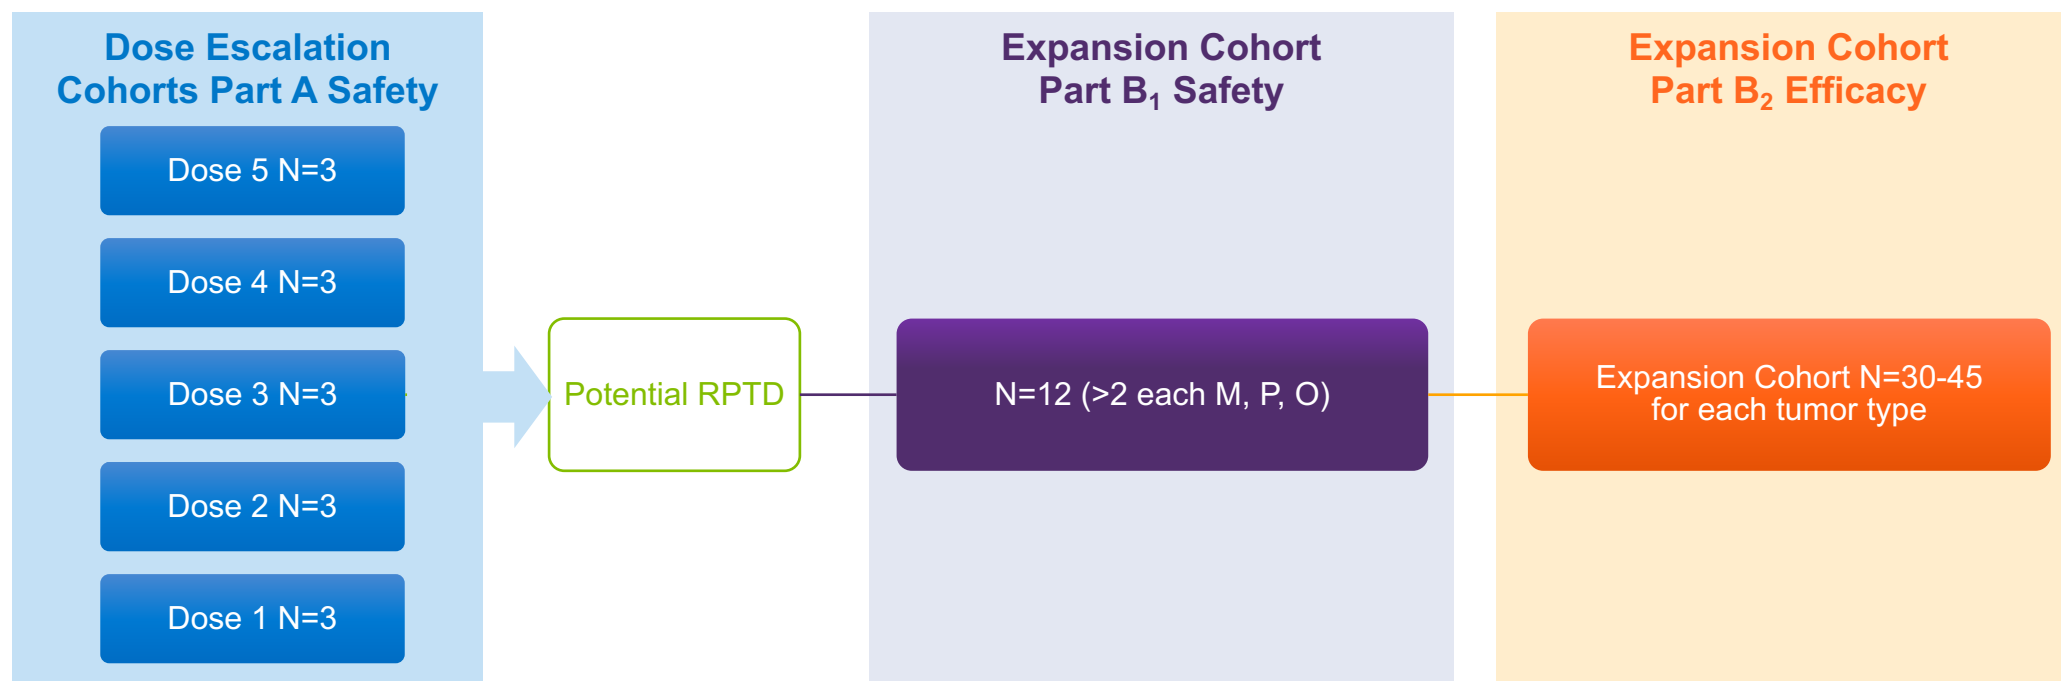 Dose Escalation
Cohorts Part A Safety
Dose 5 N=3
Dose 4 N=3
Dose 3 N=3
Dose 2 N=3
Dose 1 N=3
Potential RPTD
Expansion Cohort
Part B₁ Safety
N=12 (>2 each M, P, O)
Expansion Cohort
Part B₂ Efficacy
Expansion Cohort N=30-45
for each tumor type